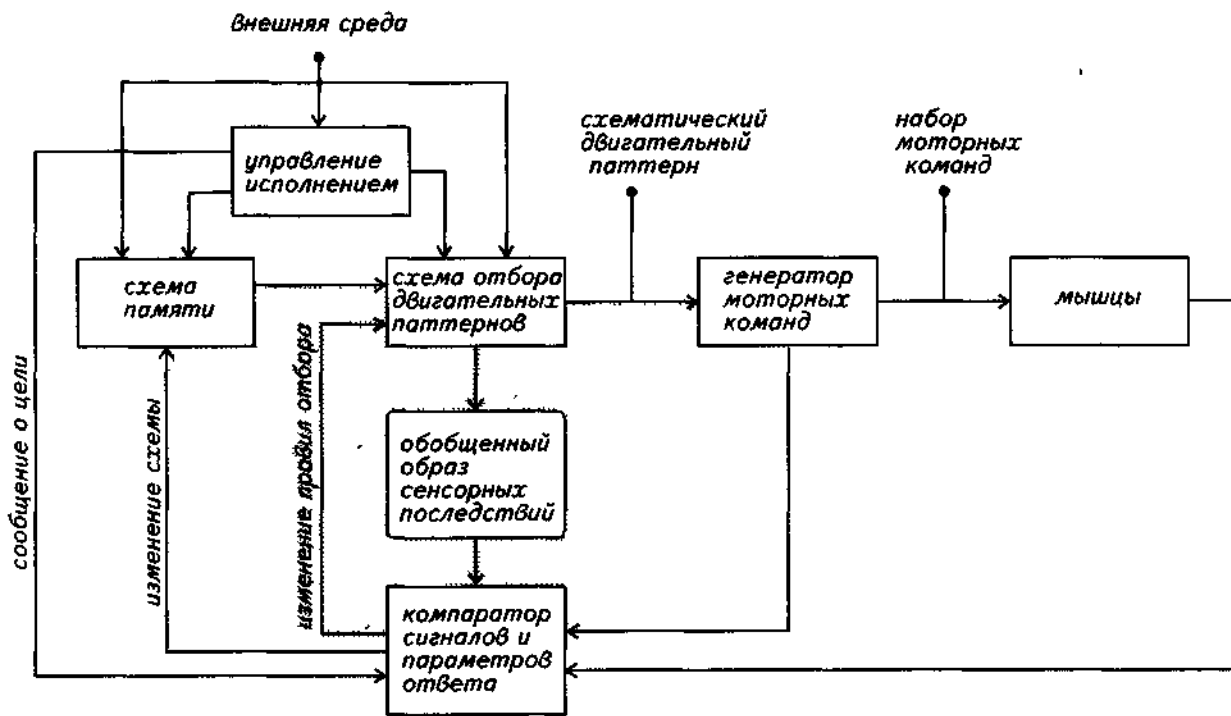 внешняя среда
управление
исполнением
схематический
двигательный
паттерн
набор
моторных
команд
схема
памяти
схема отбора
двигательных
паттернов
генератор
моторных
команд
мышцы
сообщение о цели
изменение схемы
изменение правил отбора
обобщенный
образ
сенсорных
последствий
компаратор
сигналов и
параметров
ответа